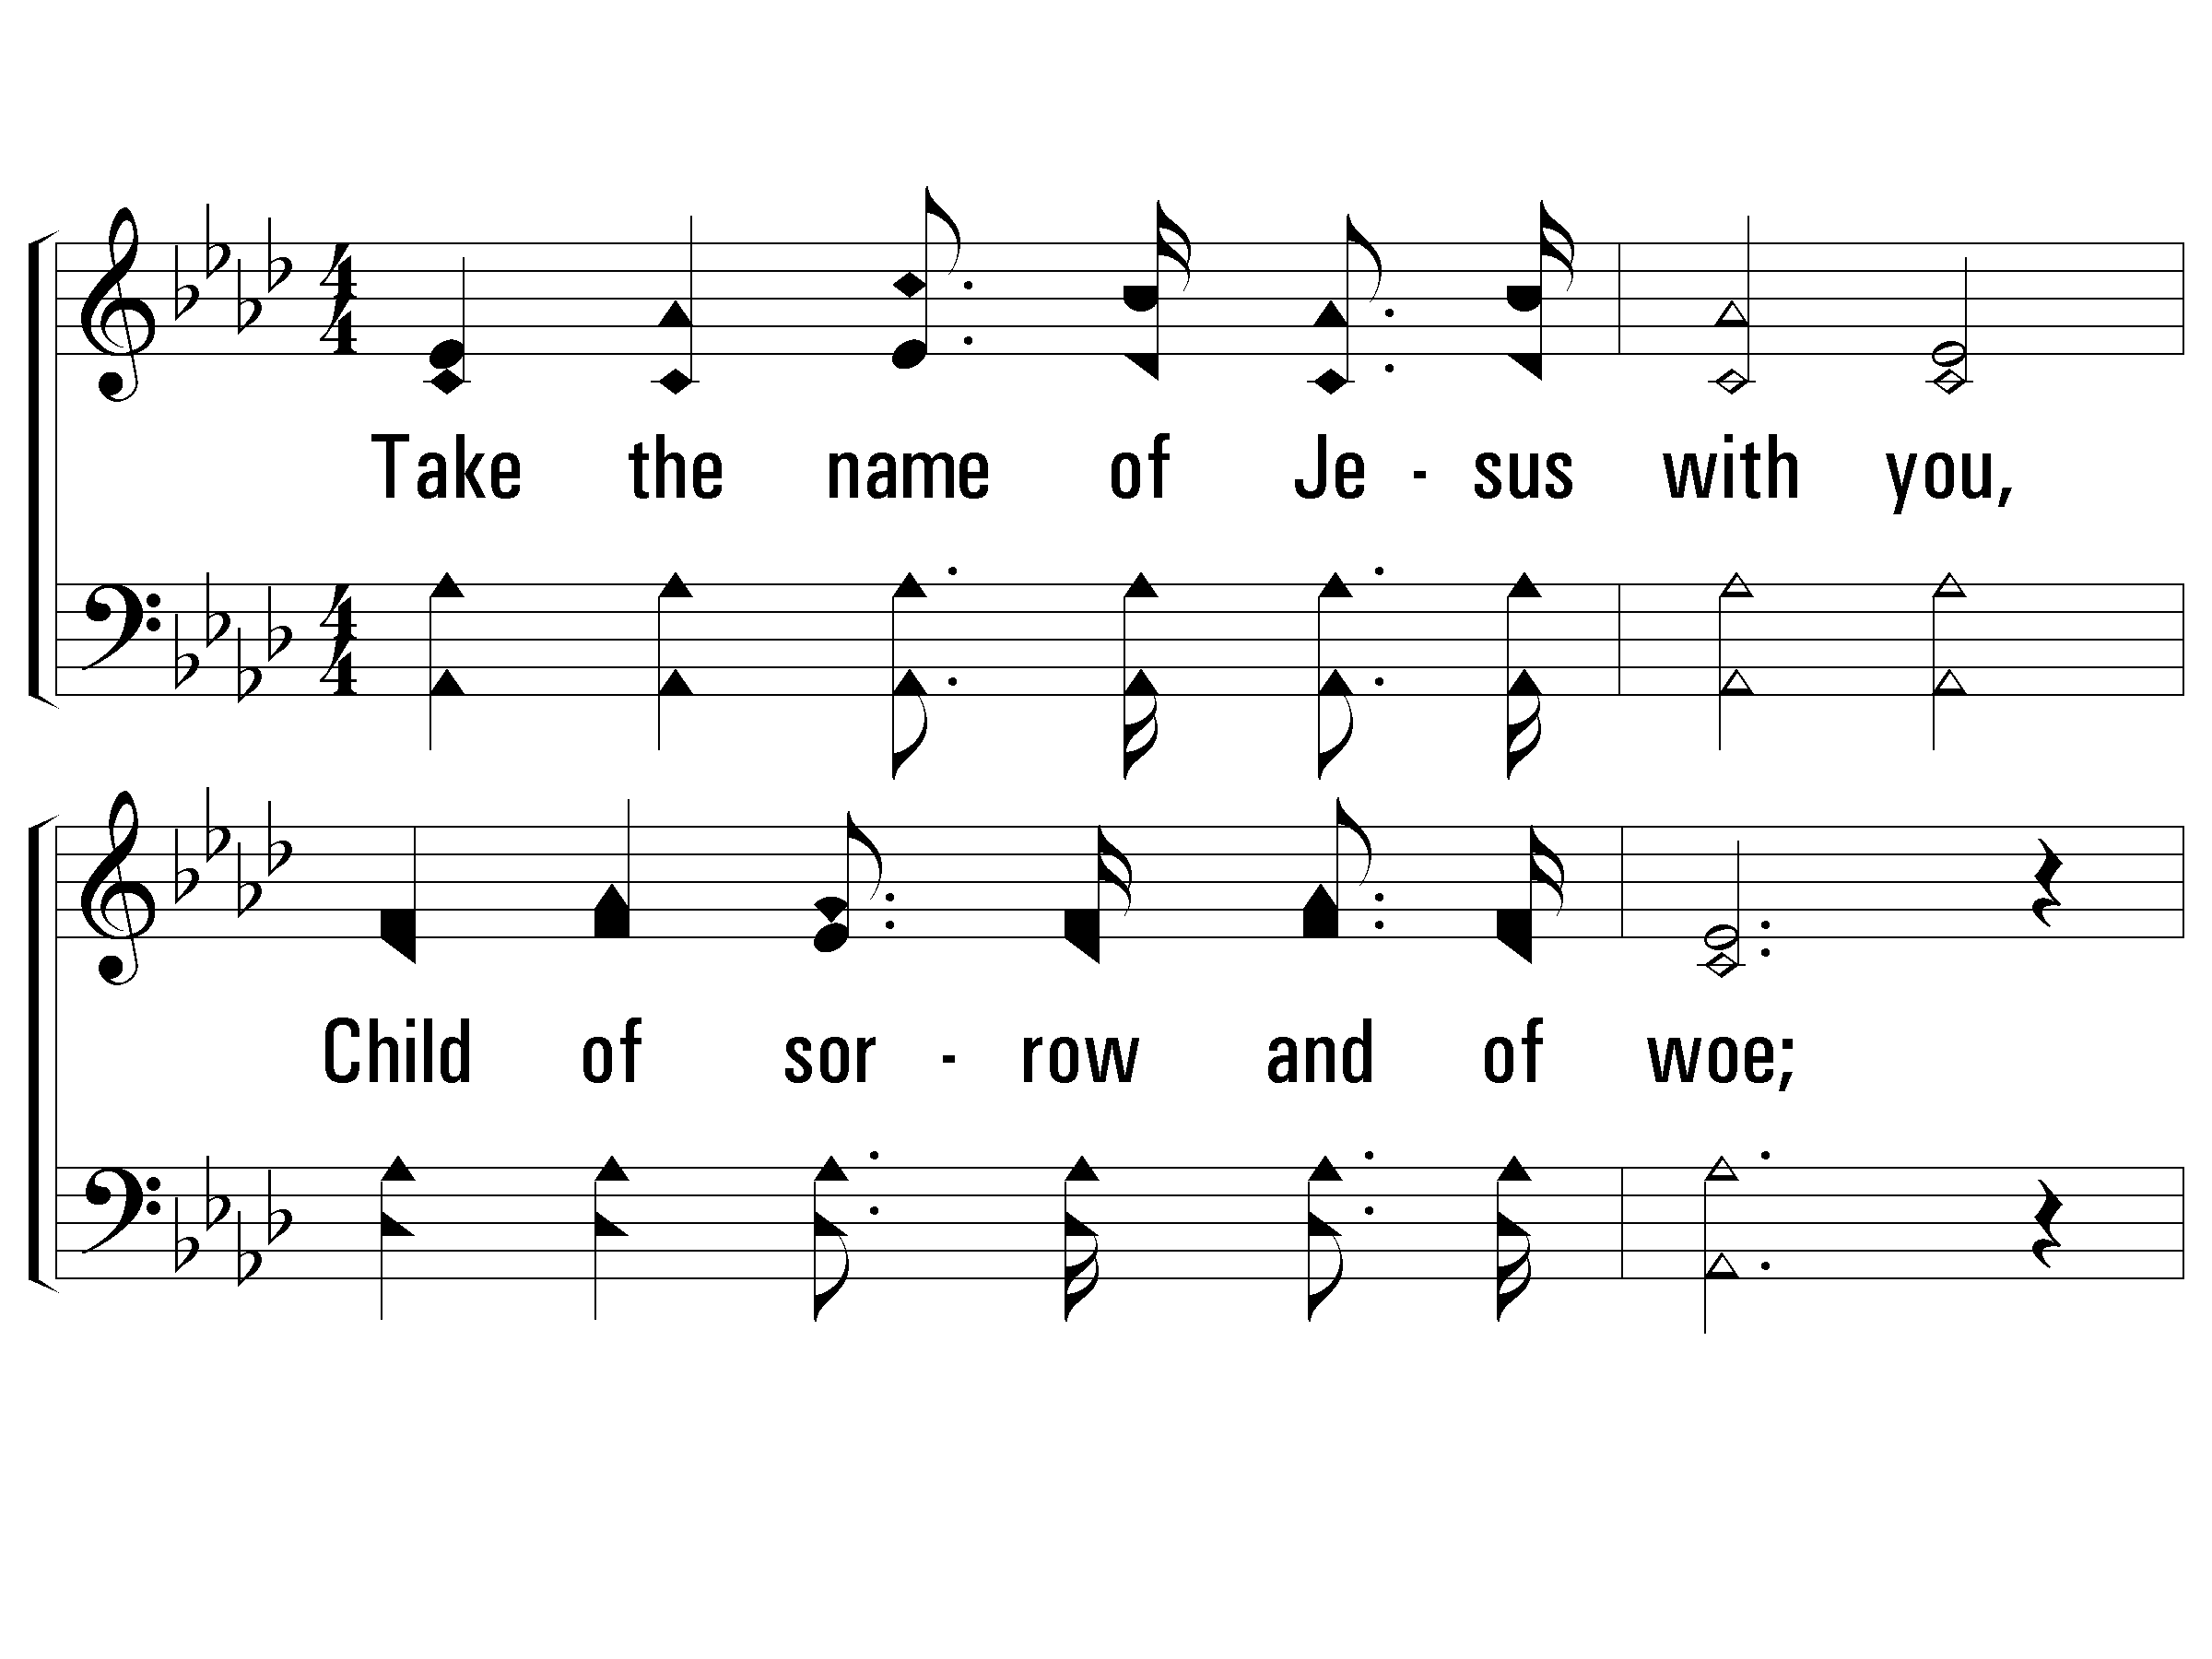 Take the name of Je - sus with you,
Child of sor - row and of woe;